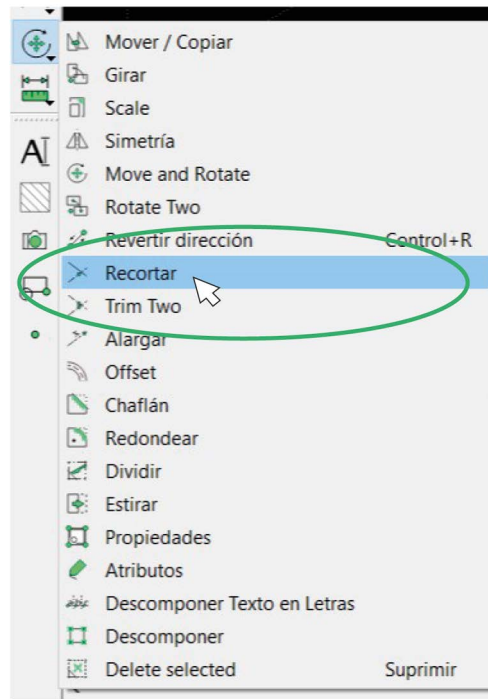 Mover / Copiar
Girar
Scale
Simetría
Move and Rotate
Rotate Two
Revertir dirección Control+R
Recortar
Trim Two
Alargar
Offset
Chaflán
Redondear
Dividir
Estirar
Propiedades
Atributos
Descomponer Texto en Letras
Descomponer
Delete selected Suprimir